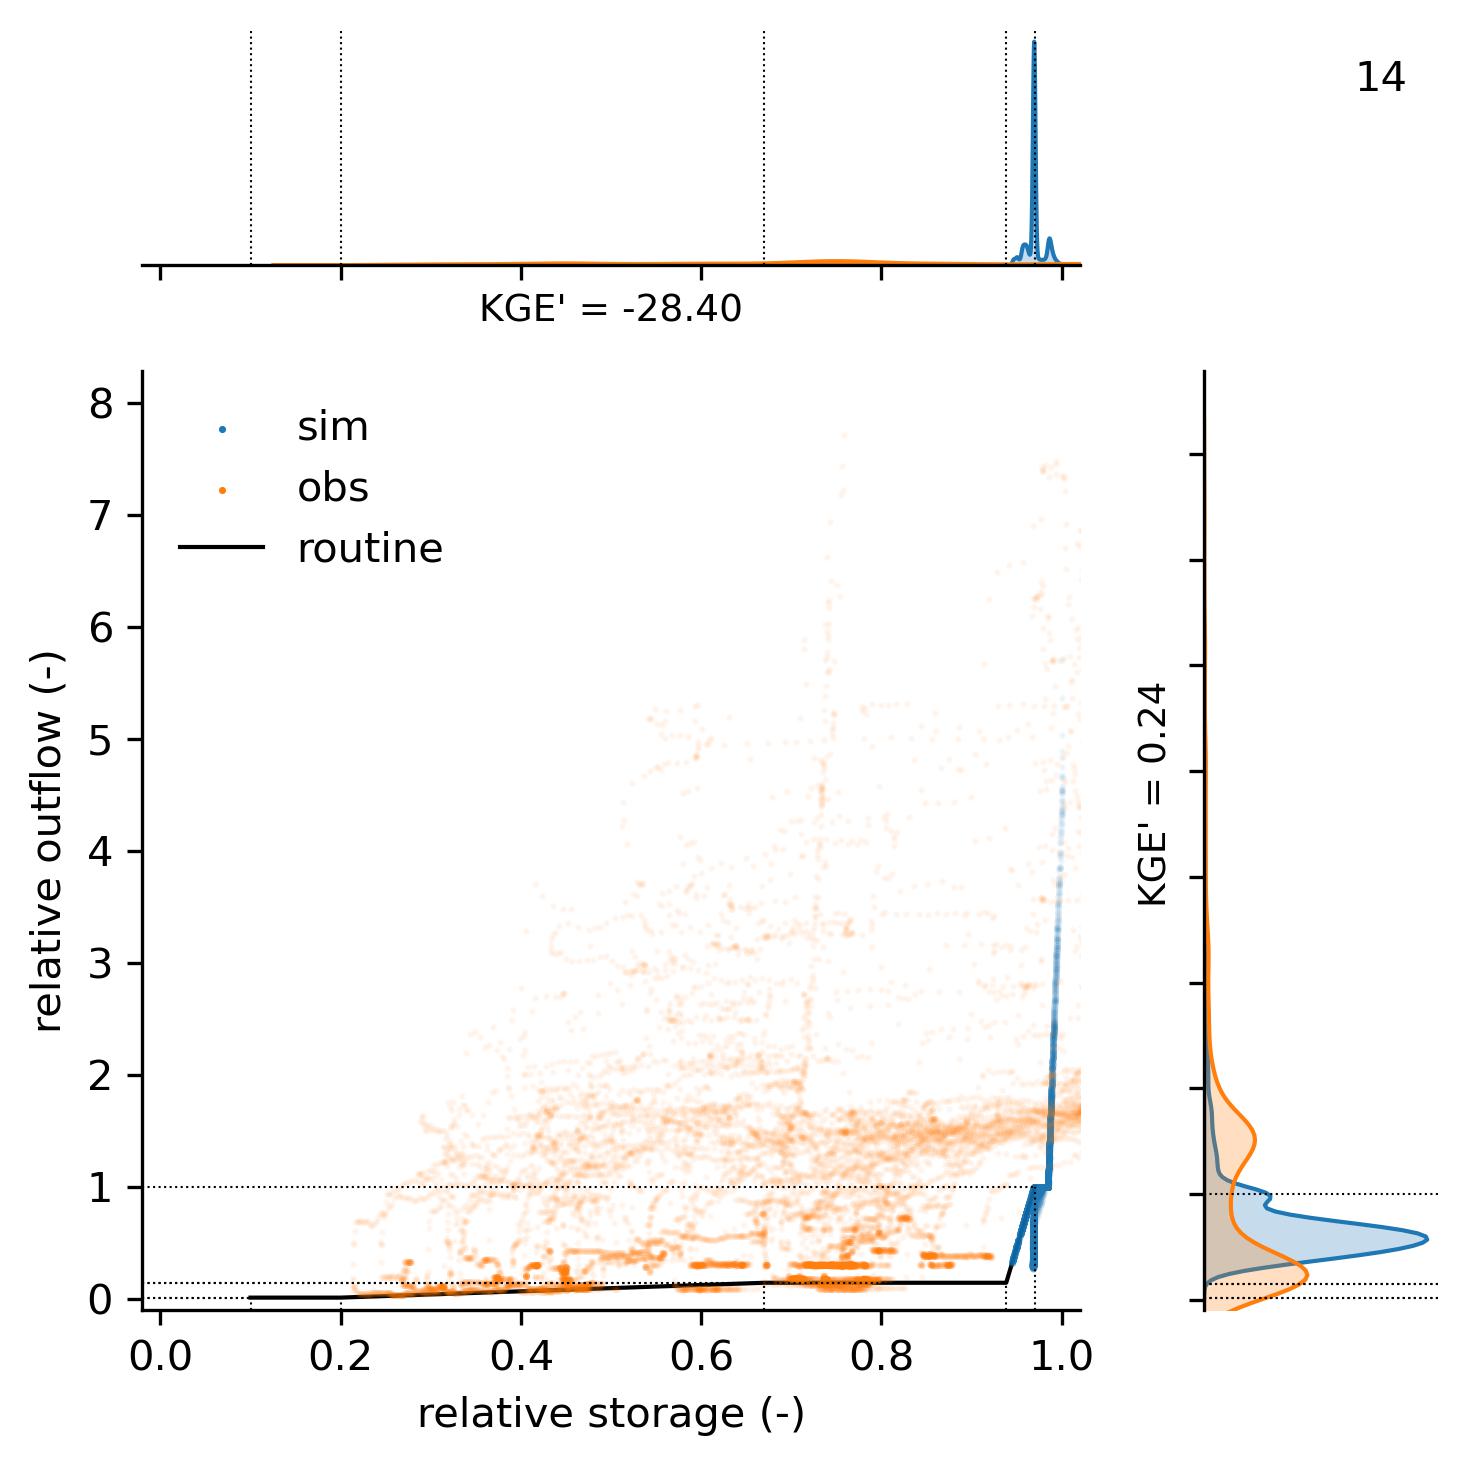 14
KGE' = -28.40
8
7
6
5
4
3
2
1
0
relative outflow (-)
sim
obs
routine
KGE' = 0.24
0.0 0.2 0.4 0.6 0.8 1.0
relative storage (-)